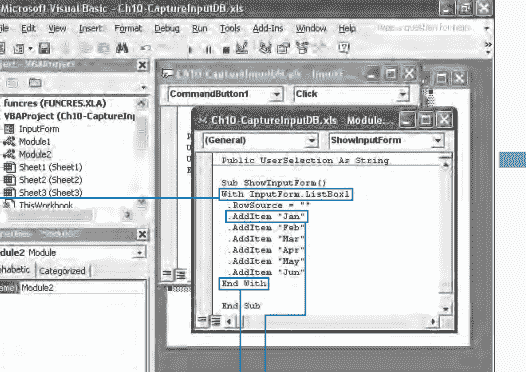 Microsoft Visual Basic - Ch10-CaptureInputDB.xls
File Edit View Insert Format Debug Run Tools Add-Ins Window Help
funcres (FUNCRES.XLA)
VBAProject (Ch10-CaptureInp
InputForm
Module1
Module2
Sheet1 (Sheet1)
Sheet2 (Sheet2)
Sheet3 (Sheet3)
ThisWorkbook
dule2 Module
phabetic Categorized
Module2
CommandButton1 Click
Ch10-CaptureInputDB.xls - Module...
(General) ShowInputForm
Public UserSelection As String
Sub ShowInputForm()
With InputForm.ListBox1
.RowSource = ""
.AddItem "Jan"
.AddItem "Feb"
.AddItem "Mar"
.AddItem "Apr"
.AddItem "May"
.AddItem "Jun"
End With
End Sub